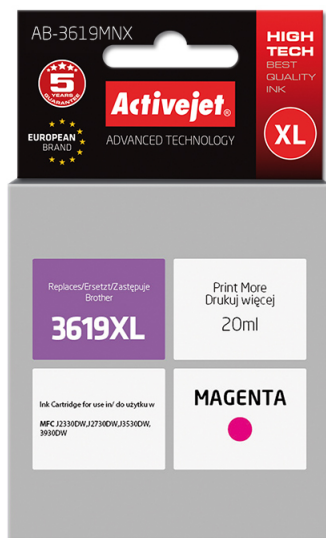 AB-3619MNX
HIGH
TECH
BEST
QUALITY
INK
5
YEARS
GUARANTEE
Activejet®
EUROPEAN
BRAND
ADVANCED TECHNOLOGY
XL
Replaces/Ersetzt/Zastępuje
Brother
3619XL
Print More
Drukuj więcej
20ml
Ink Cartridge for use in/ do użytku w
MFC J2330DW,J2730DW,J3530DW,
3930DW
MAGENTA